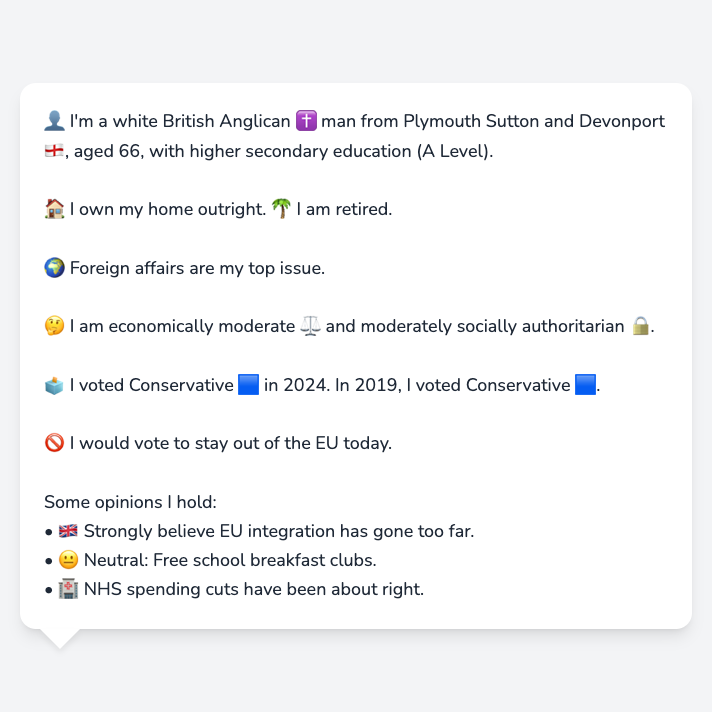 👤 I'm a white British Anglican ✝️ man from Plymouth Sutton and Devonport
🏴󠁧󠁢󠁥󠁮󠁧󠁿, aged 66, with higher secondary education (A Level).
🏠 I own my home outright. 🌴 I am retired.
🌍 Foreign affairs are my top issue.
🤔 I am economically moderate ⚖️ and moderately socially authoritarian 🔒.
🗳️ I voted Conservative 🟦 in 2024. In 2019, I voted Conservative 🟦.
🚫 I would vote to stay out of the EU today.
Some opinions I hold:
• 🇬🇧 Strongly believe EU integration has gone too far.
• 😐 Neutral: Free school breakfast clubs.
• 🏥 NHS spending cuts have been about right.